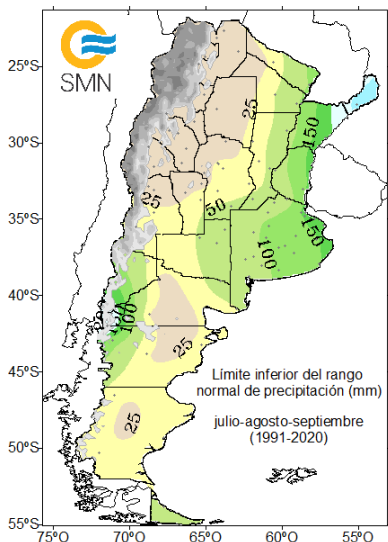 SMN
25°S
30°S
35°S
40°S
45°S
50°S
55°S
25
150
25
50
150
100
100
25
25
Límite inferior del rango
normal de precipitación (mm)
julio-agosto-septiembre
(1991-2020)
75°O
70°O
65°O
60°O
55°O